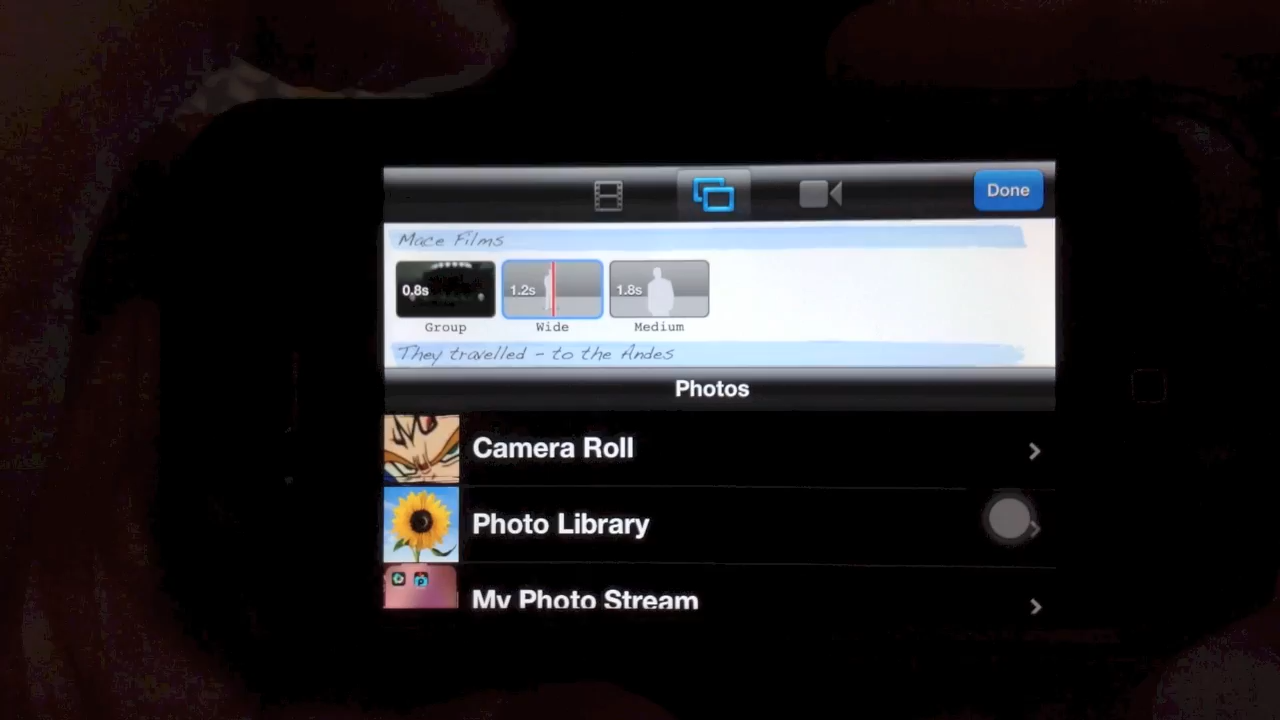 Done
Mace Films
0.8s
1.2s
1.8s
Group
Wide
Medium
They travelled - to the Andes
Photos
Camera Roll
Photo Library
My Photo Stream